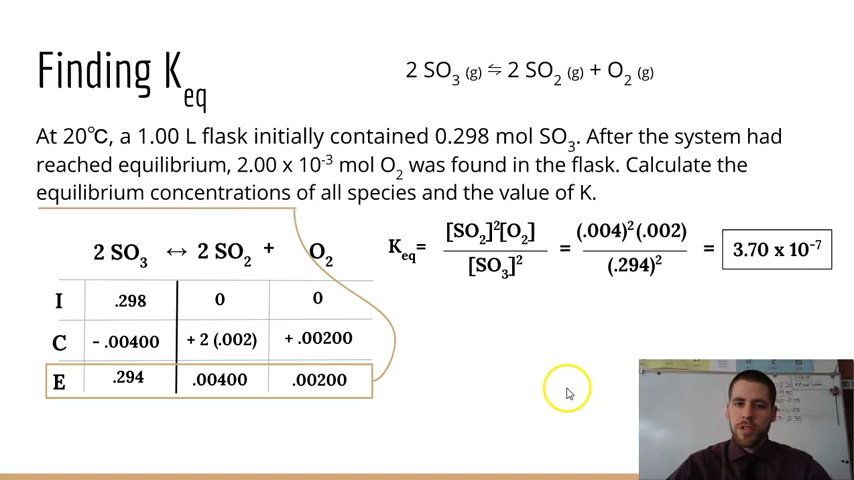 Finding Keq
2 SO3 (g) ⇋ 2 SO2 (g) + O2 (g)
At 20℃, a 1.00 L flask initially contained 0.298 mol SO3. After the system had
reached equilibrium, 2.00 x 10-3 mol O2 was found in the flask. Calculate the
equilibrium concentrations of all species and the value of K.
2 SO3 ↔ 2 SO2 + O2
I .298 0 0
C - .00400 + 2 (.002) + .00200
E .294 .00400 .00200
Keq= [SO2]2[O2] = (.004)2(.002) = 3.70 x 10-7
[SO3]2 (.294)2